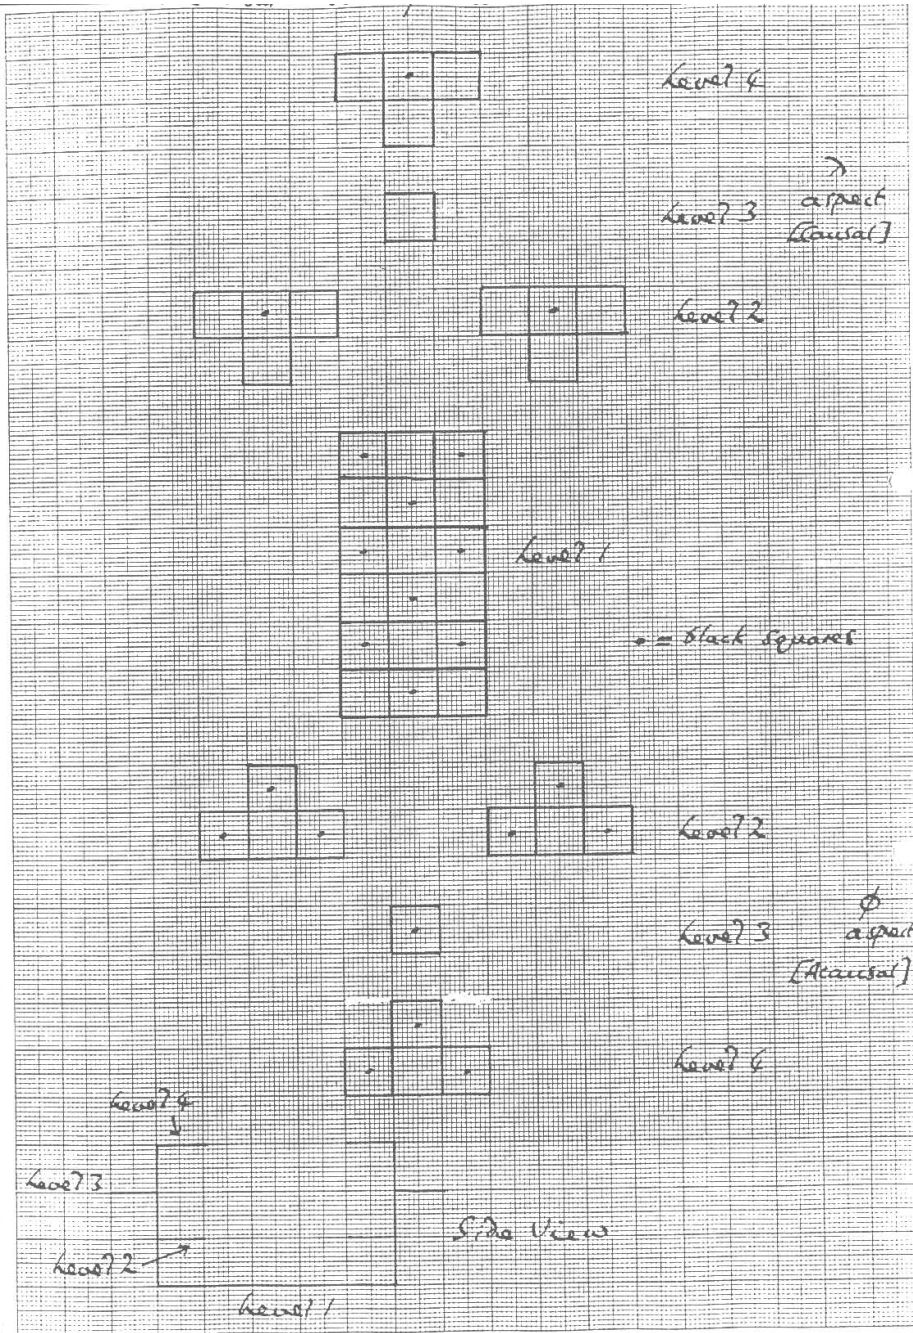 Level 4
λ
Level 3 aspect
[Causal]
Level 2
Level 1
• = black squares
Level 2
φ
Level 3 aspect
[Acausal]
Level 4
Level 4
Level 3
Side View
Level 2
Level 1